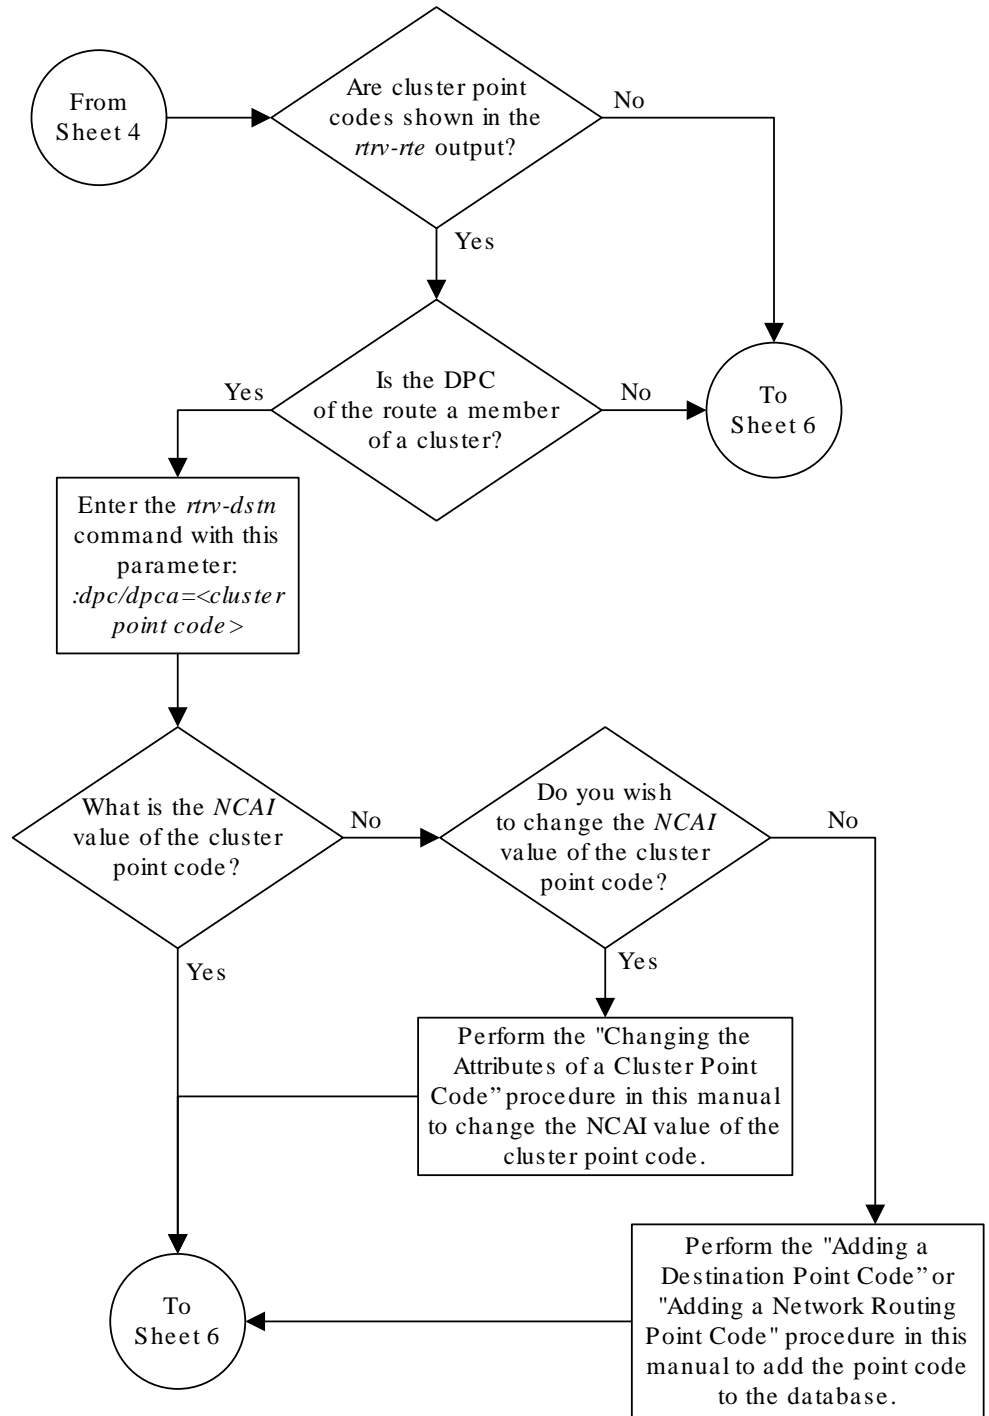 From
Sheet 4
Are cluster point
codes shown in the
rtrv-rte output?
No
Yes
Is the DPC
of the route a member
of a cluster?
Yes
No
To
Sheet 6
Enter the rtrv-dstn
command with this
parameter:
:dpc/dpca=<cluster
point code>
What is the NCAI
value of the cluster
point code?
No
Yes
Do you wish
to change the NCAI
value of the cluster
point code?
No
Yes
Perform the "Changing the
Attributes of a Cluster Point
Code” procedure in this manual
to change the NCAI value of the
cluster point code.
Perform the "Adding a
Destination Point Code” or
"Adding a Network Routing
Point Code" procedure in this
manual to add the point code
to the database.
To
Sheet 6